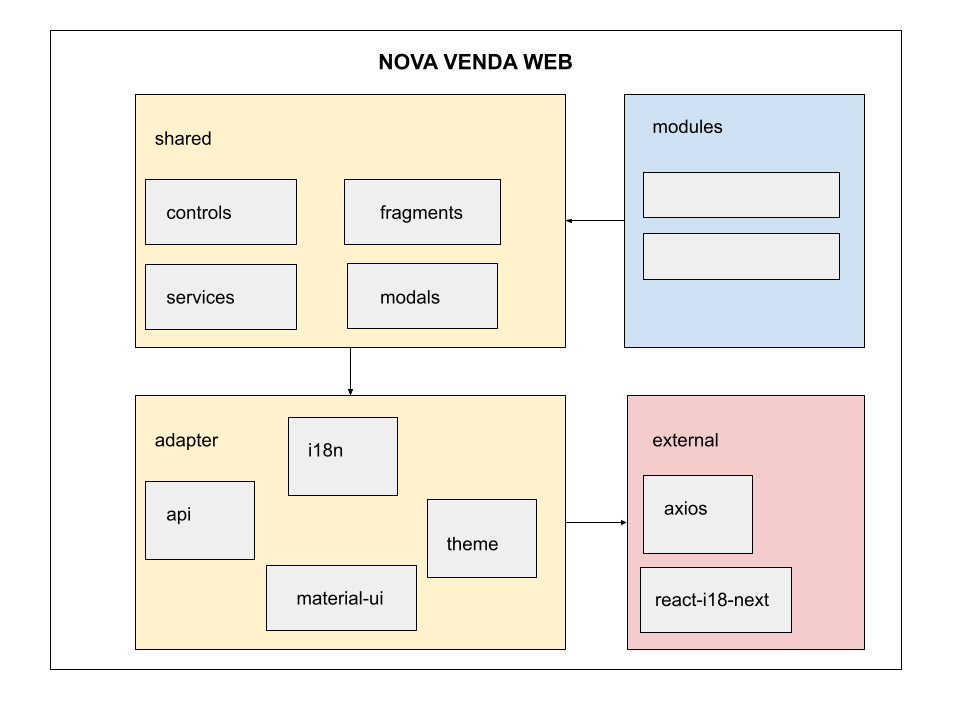 NOVA VENDA WEB
shared
controls
fragments
services
modals
modules
adapter
i18n
api
theme
material-ui
external
axios
react-i18-next